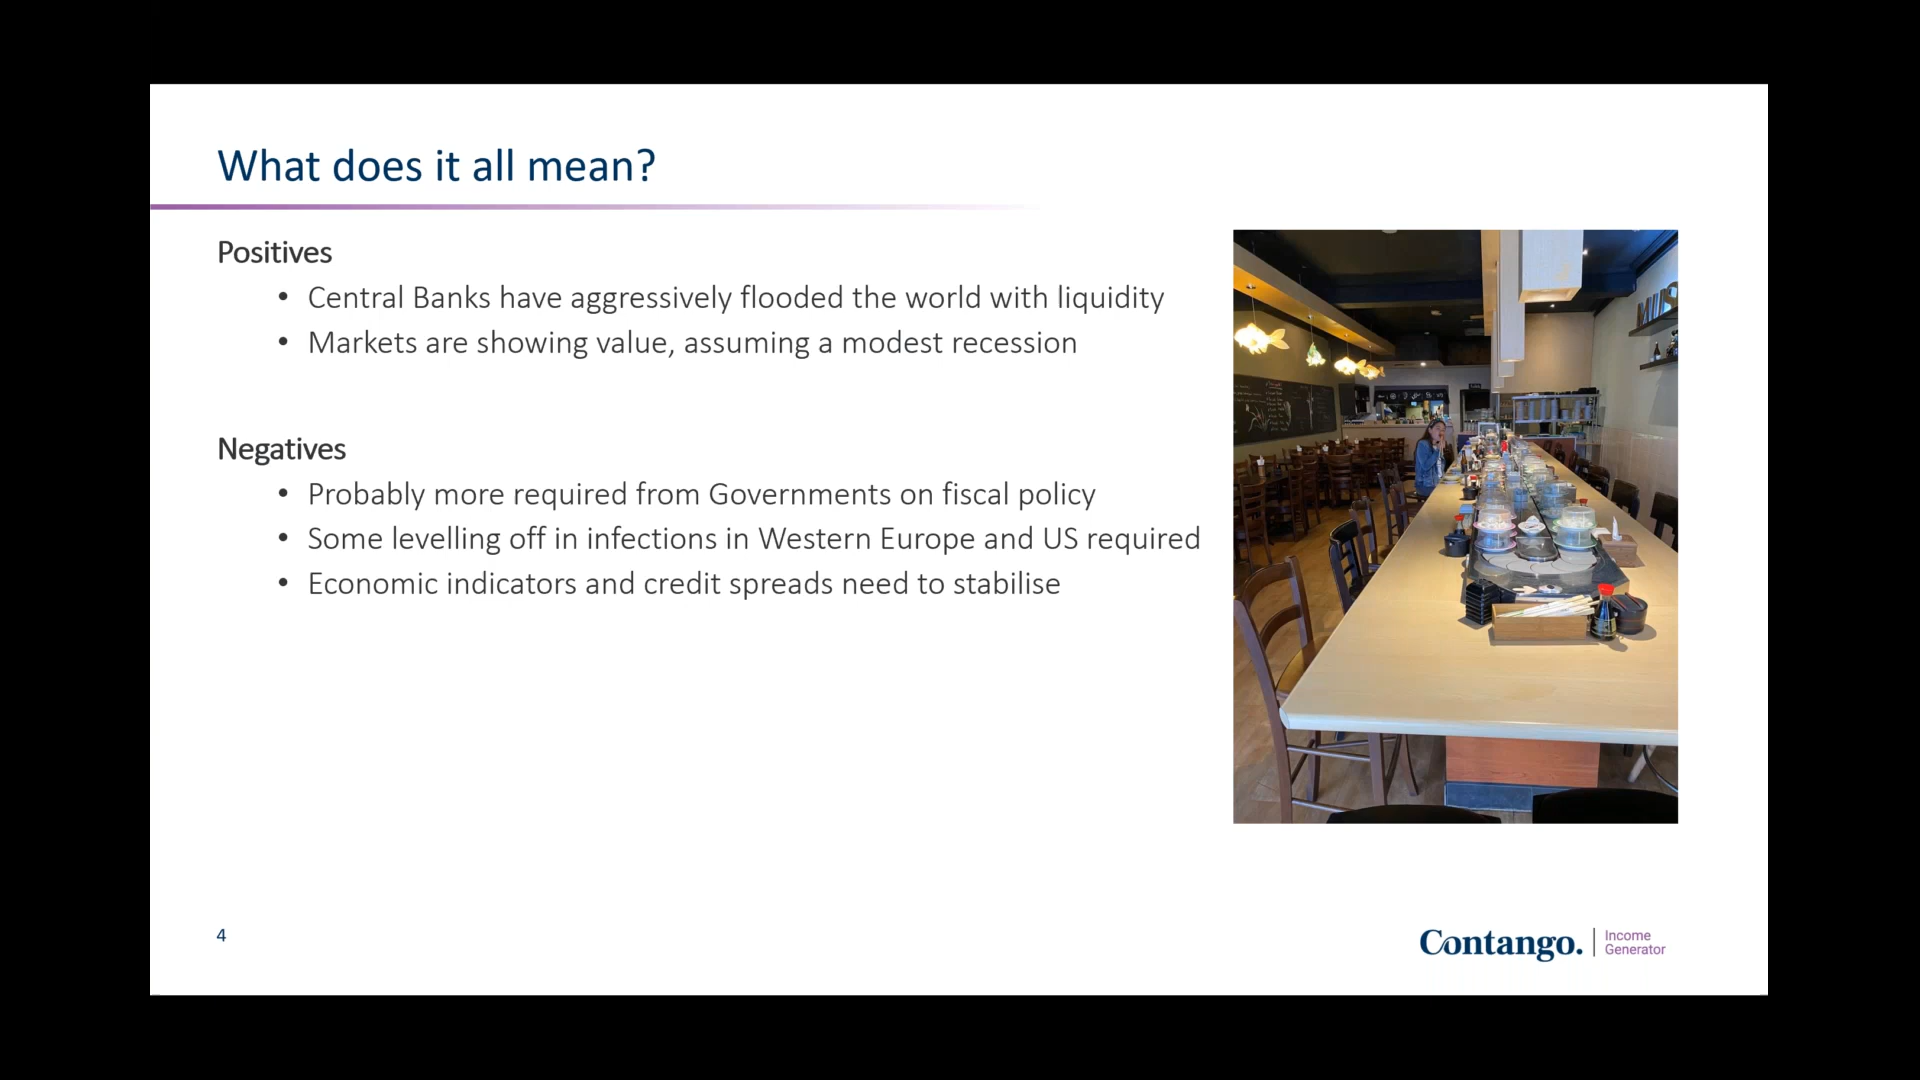 What does it all mean?
Positives
• Central Banks have aggressively flooded the world with liquidity
• Markets are showing value, assuming a modest recession
Negatives
• Probably more required from Governments on fiscal policy
• Some levelling off in infections in Western Europe and US required
• Economic indicators and credit spreads need to stabilise
4
Contango.
Income
Generator